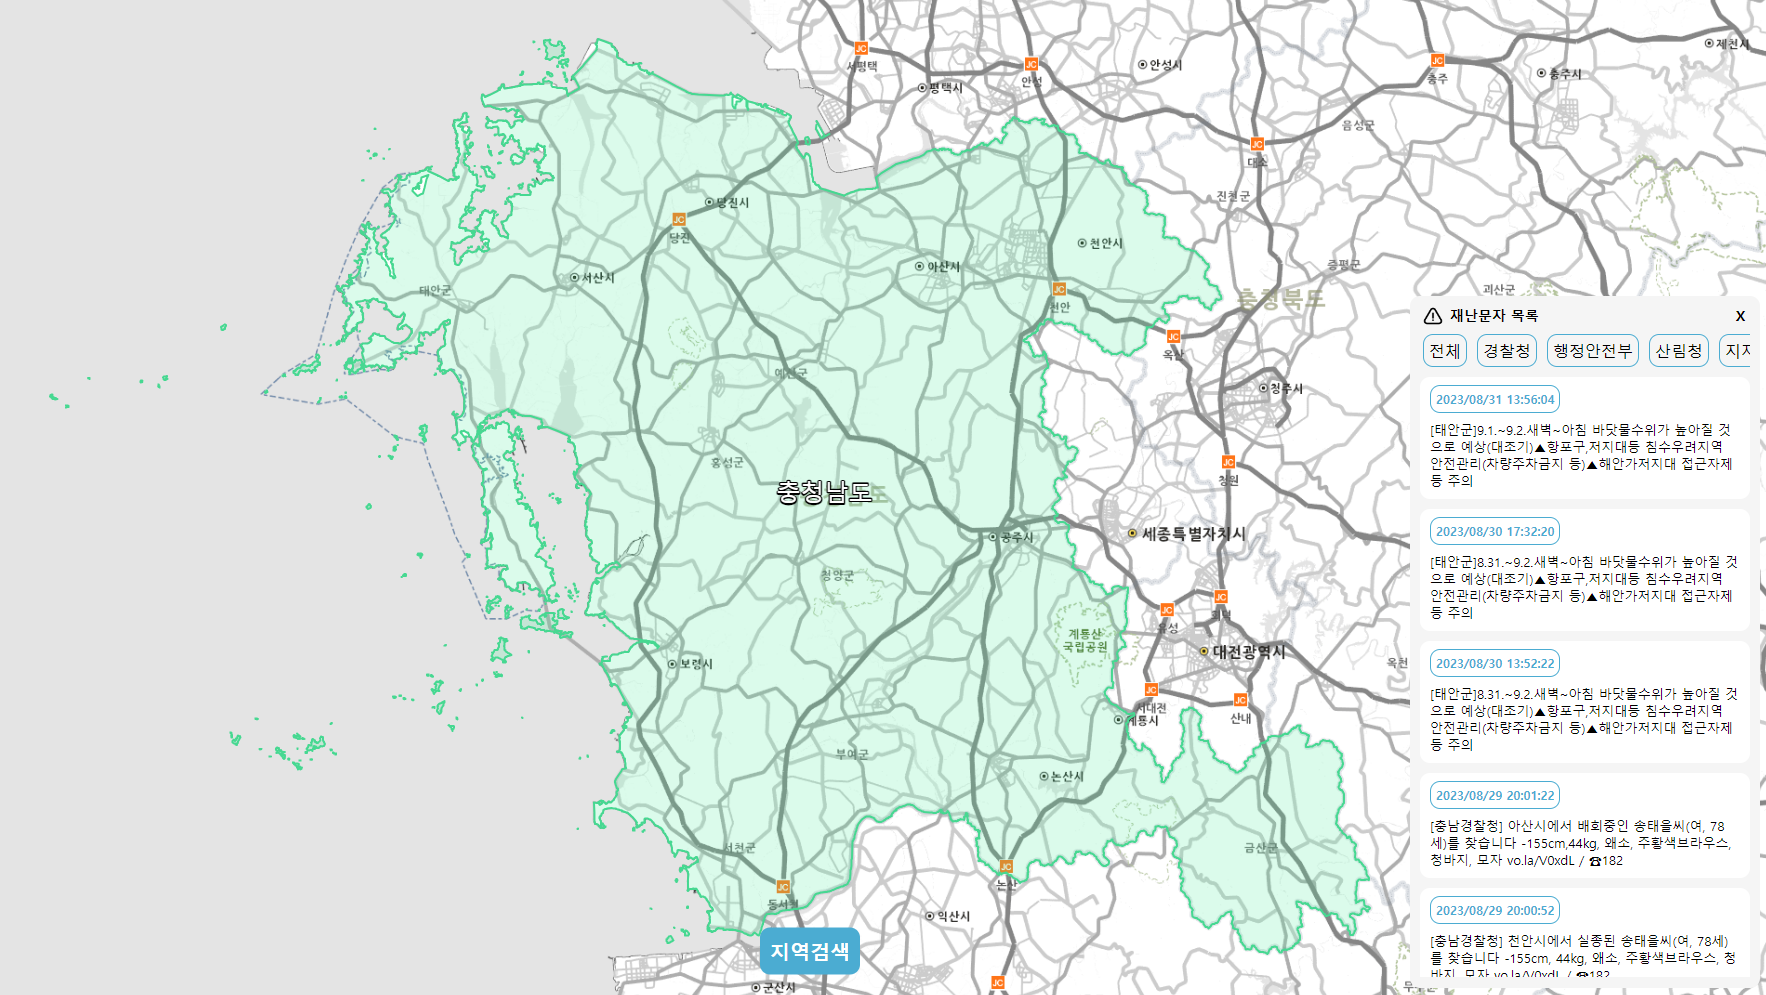 JC
서평택
평택시
JC
안성
안성시
JC
충주
충주시
제천시
음성군
JC
대소
진천군
증평군
괴산군
충청북도
당진시
JC
당진
서산시
태안군
아산시
천안시
JC
천안
JC
옥산
청주시
예산군
홍성군
충청남도
도
JC
청원
공주시
세종특별자치시
청양군
계룡산
국립공원
JC
유성
JC
회덕
대전광역시
옥천
보령시
JC
서대전
계룡시
JC
산내
부여군
논산시
서천군
금산군
JC
논산
JC
동서천
익산시
지역검색
군산시
JC
재난문자 목록
X
전체
경찰청
행정안전부
산림청
2023/08/31 13:56:04
[태안군]9.1.~9.2.새벽~아침 바닷물수위가 높아질 것
으로 예상(대조기)▲항포구,저지대등 침수우려지역
안전관리(차량주차금지 등)▲해안가저지대 접근자제
등 주의
2023/08/30 17:32:20
[태안군]8.31.~9.2.새벽~아침 바닷물수위가 높아질 것
으로 예상(대조기)▲항포구,저지대등 침수우려지역
안전관리(차량주차금지 등)▲해안가저지대 접근자제
등 주의
2023/08/30 13:52:22
[태안군]8.31.~9.2.새벽~아침 바닷물수위가 높아질 것
으로 예상(대조기)▲항포구,저지대등 침수우려지역
안전관리(차량주차금지 등)▲해안가저지대 접근자제
등 주의
2023/08/29 20:01:22
[충남경찰청] 아산시에서 배회중인 송태을씨(여, 78
세)를 찾습니다 -155cm,44kg, 왜소, 주황색브라우스,
청바지, 모자 vo.la/V0xdL / ☎182
2023/08/29 20:00:52
[충남경찰청] 천안시에서 실종된 송태을씨(여, 78세)
를 찾습니다 -155cm, 44kg, 왜소, 주황색브라우스, 청
바지, 모자 vo.la/V0xdL / ☎182